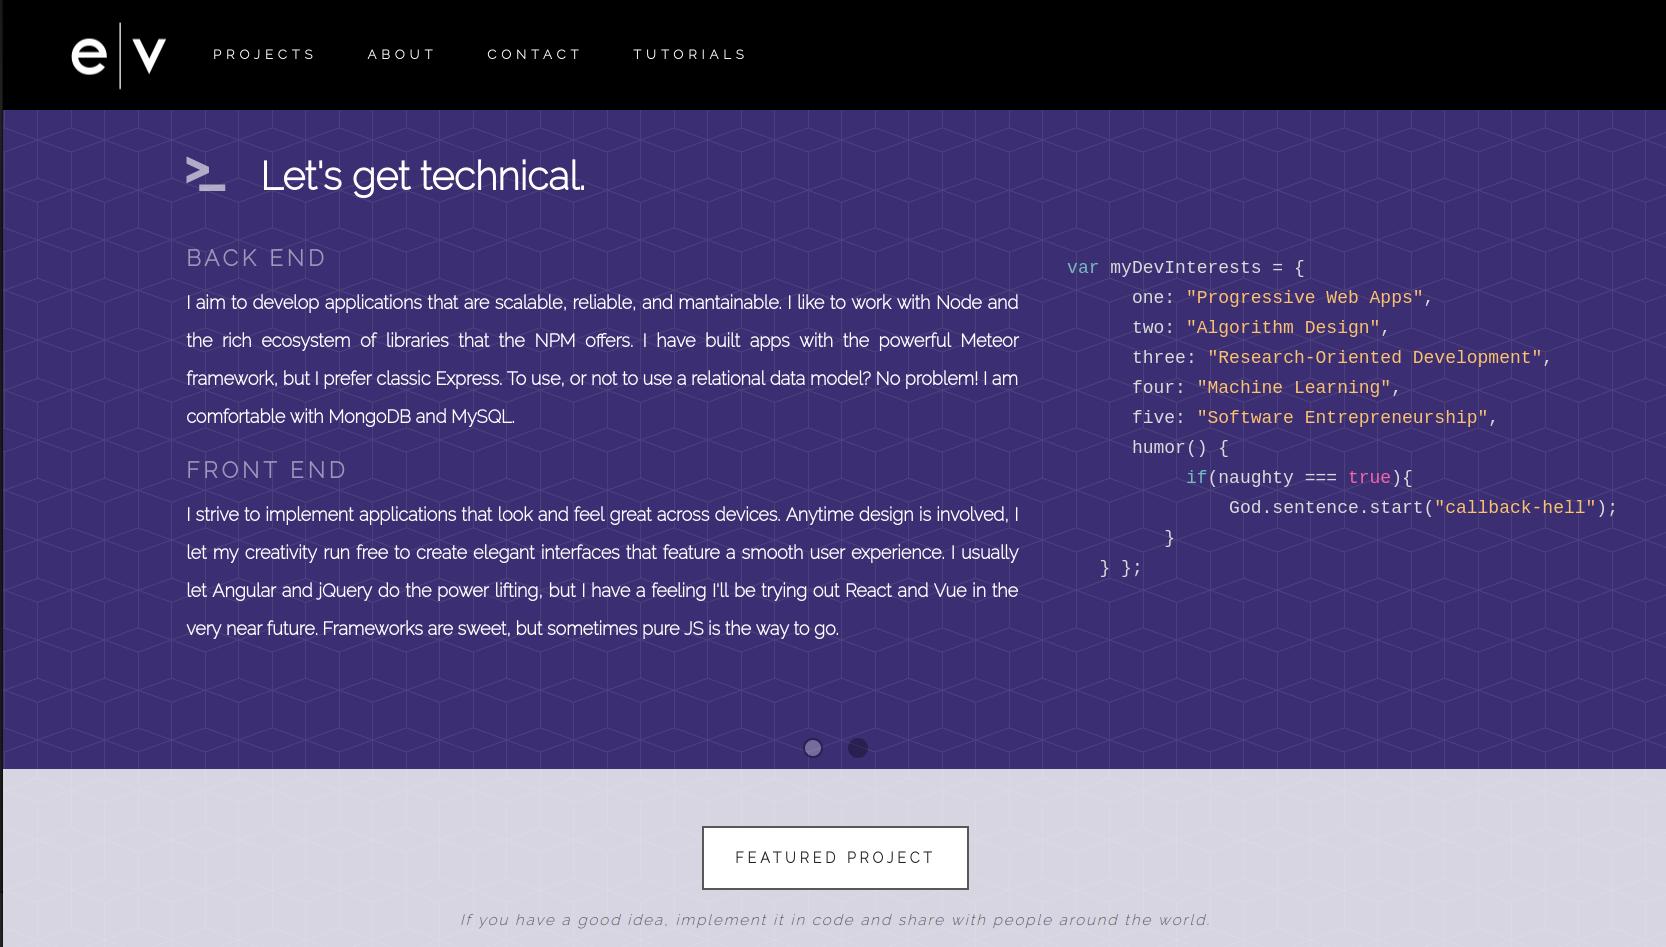 e|v
PROJECTS ABOUT CONTACT TUTORIALS
>_ Let's get technical.
BACK END
I aim to develop applications that are scalable, reliable, and mantainable. I like to work with Node and
the rich ecosystem of libraries that the NPM offers. I have built apps with the powerful Meteor
framework, but I prefer classic Express. To use, or not to use a relational data model? No problem! I am
comfortable with MongoDB and MySQL.
FRONT END
I strive to implement applications that look and feel great across devices. Anytime design is involved, I
let my creativity run free to create elegant interfaces that feature a smooth user experience. I usually
let Angular and jQuery do the power lifting, but I have a feeling I'll be trying out React and Vue in the
very near future. Frameworks are sweet, but sometimes pure JS is the way to go.
var myDevInterests = {
one: "Progressive Web Apps",
two: "Algorithm Design",
three: "Research-Oriented Development",
four: "Machine Learning",
five: "Software Entrepreneurship",
humor() {
if(naughty === true){
God.sentence.start("callback-hell");
}
} };
FEATURED PROJECT
If you have a good idea, implement it in code and share with people around the world.